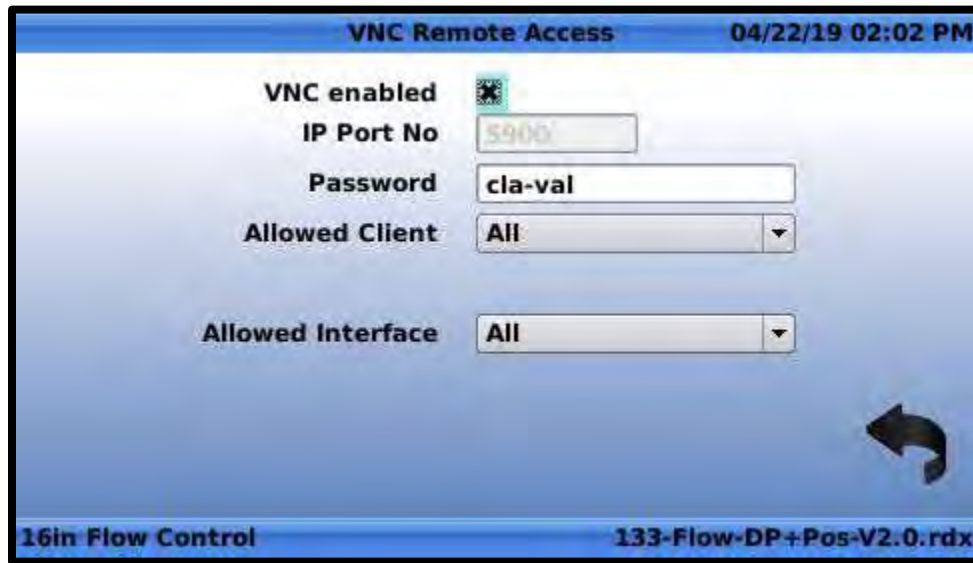 VNC Remote Access 04/22/19 02:02 PM
VNC enabled
IP Port No 5900
Password cla-val
Allowed Client All
Allowed Interface All
16in Flow Control 133-Flow-DP+Pos-V2.0.rdx